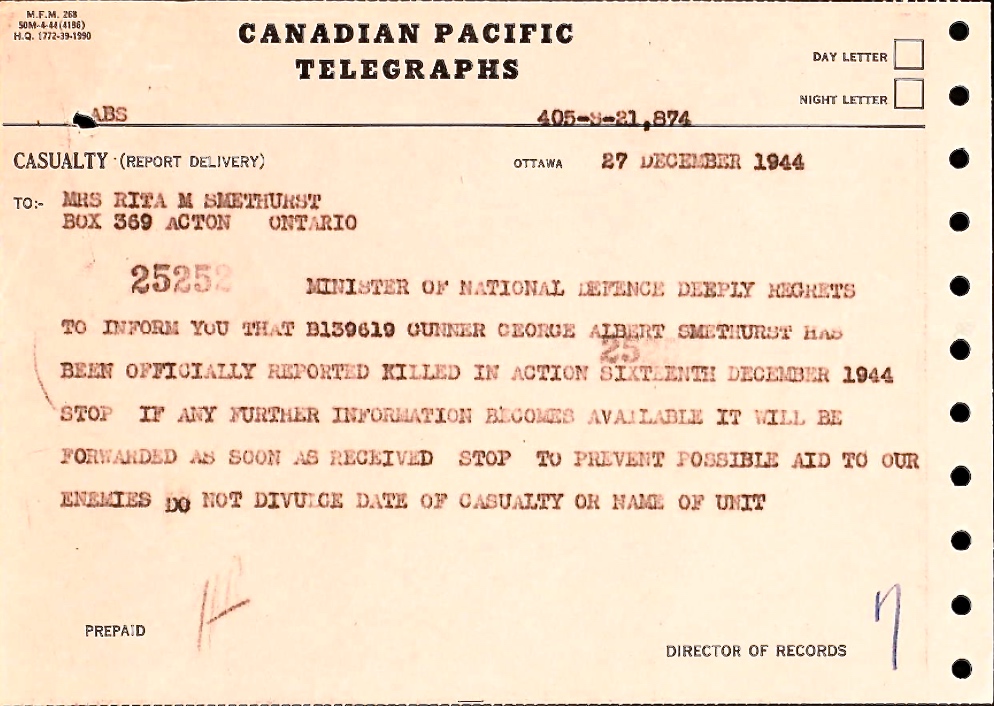 M.F.M. 268
50M-4-44(4186)
H.Q. 1772-39-1990
CANADIAN PACIFIC
TELEGRAPHS
DAY LETTER
NIGHT LETTER
ABS
405-S-21,874
CASUALTY (REPORT DELIVERY)
OTTAWA 27 DECEMBER 1944
TO:- MRS RITA M SMETHURST
BOX 369 ACTON ONTARIO
25252
MINISTER OF NATIONAL DEFENCE DEEPLY REGRETS
TO INFORM YOU THAT B139619 GUNNER GEORGE ALBERT SMETHURST HAS
25
BEEN OFFICIALLY REPORTED KILLED IN ACTION SIXTEENTH DECEMBER 1944
STOP IF ANY FURTHER INFORMATION BECOMES AVAILABLE IT WILL BE
FORWARDED AS SOON AS RECEIVED STOP TO PREVENT POSSIBLE AID TO OUR
ENEMIES DO NOT DIVULGE DATE OF CASUALTY OR NAME OF UNIT
PREPAID
DIRECTOR OF RECORDS